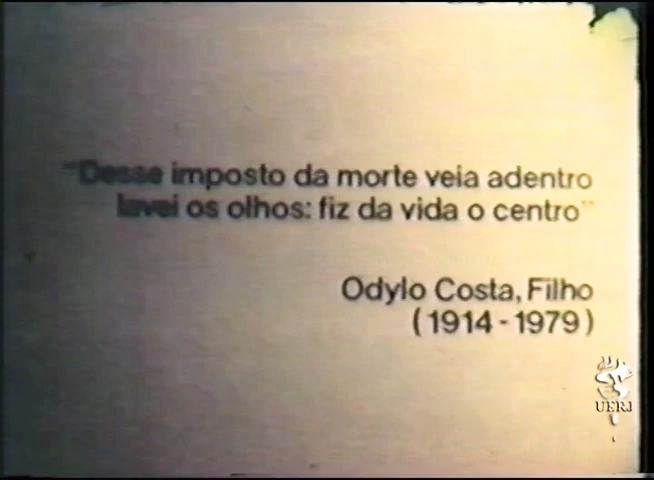 "Desse imposto da morte veia adentro
lavei os olhos: fiz da vida o centro"
Odylo Costa, Filho
(1914-1979)
UERJ